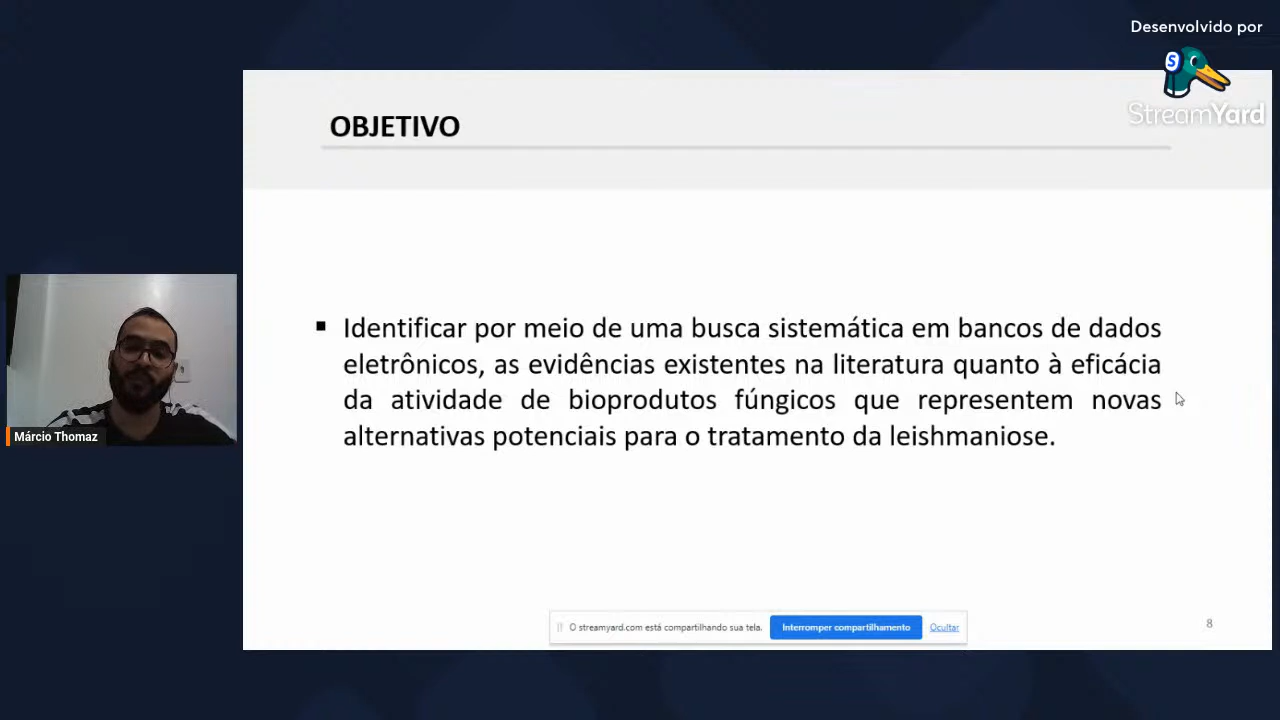 Desenvolvido por
StreamYard
OBJETIVO
▪ Identificar por meio de uma busca sistemática em bancos de dados
eletrônicos, as evidências existentes na literatura quanto à eficácia
da atividade de bioprodutos fúngicos que representem novas
alternativas potenciais para o tratamento da leishmaniose.
Márcio Thomaz
O streamyard.com está compartilhando sua tela. Interromper compartilhamento Ocultar
8